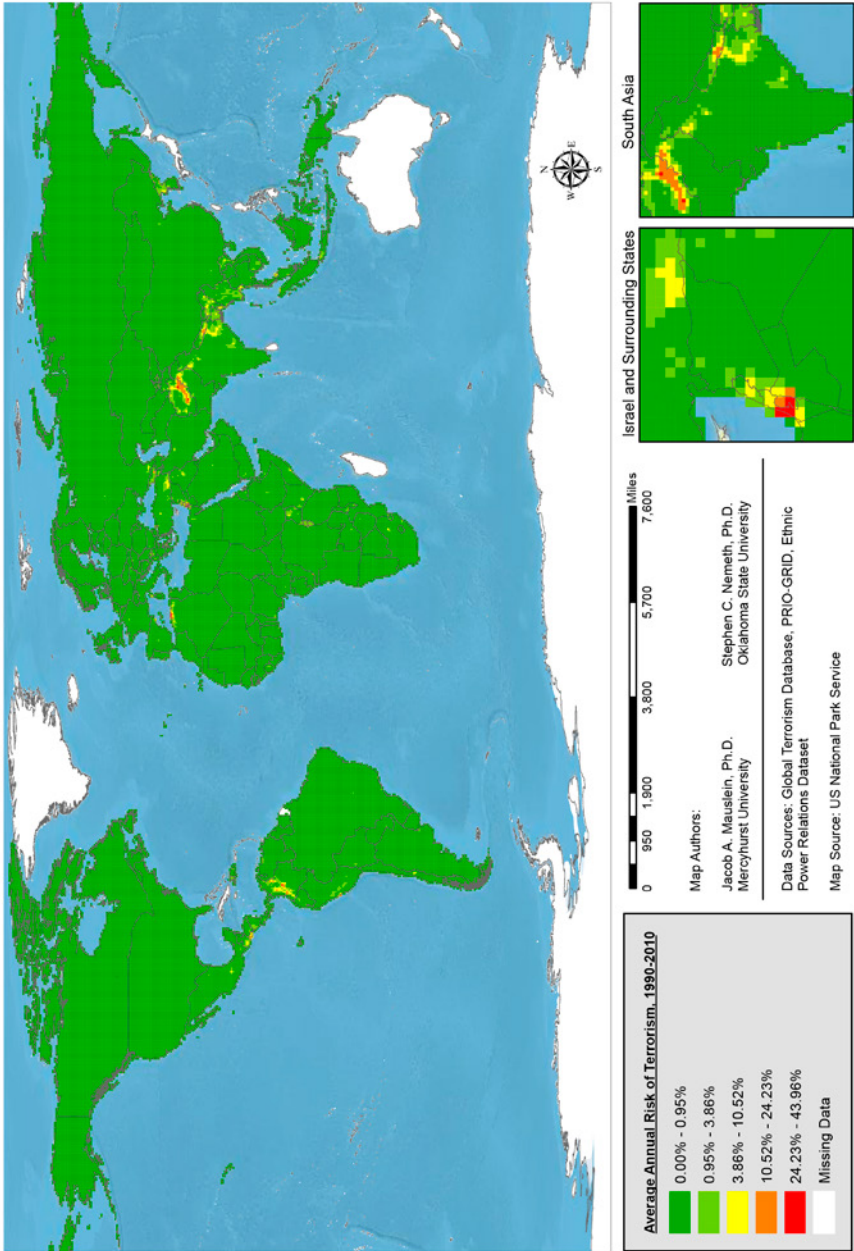 N
W E
S
Average Annual Risk of Terrorism, 1990-2010
0.00% - 0.95%
0.95% - 3.86%
3.86% - 10.52%
10.52% - 24.23%
24.23% - 43.96%
Missing Data
0 950 1,900 3,800 5,700 7,600
Miles
Map Authors:
Jacob A. Mauslein, Ph.D.
Mercyhurst University
Stephen C. Nemeth, Ph.D.
Oklahoma State University
Data Sources: Global Terrorism Database, PRIO-GRID, Ethnic
Power Relations Dataset
Map Source: US National Park Service
Israel and Surrounding States
South Asia